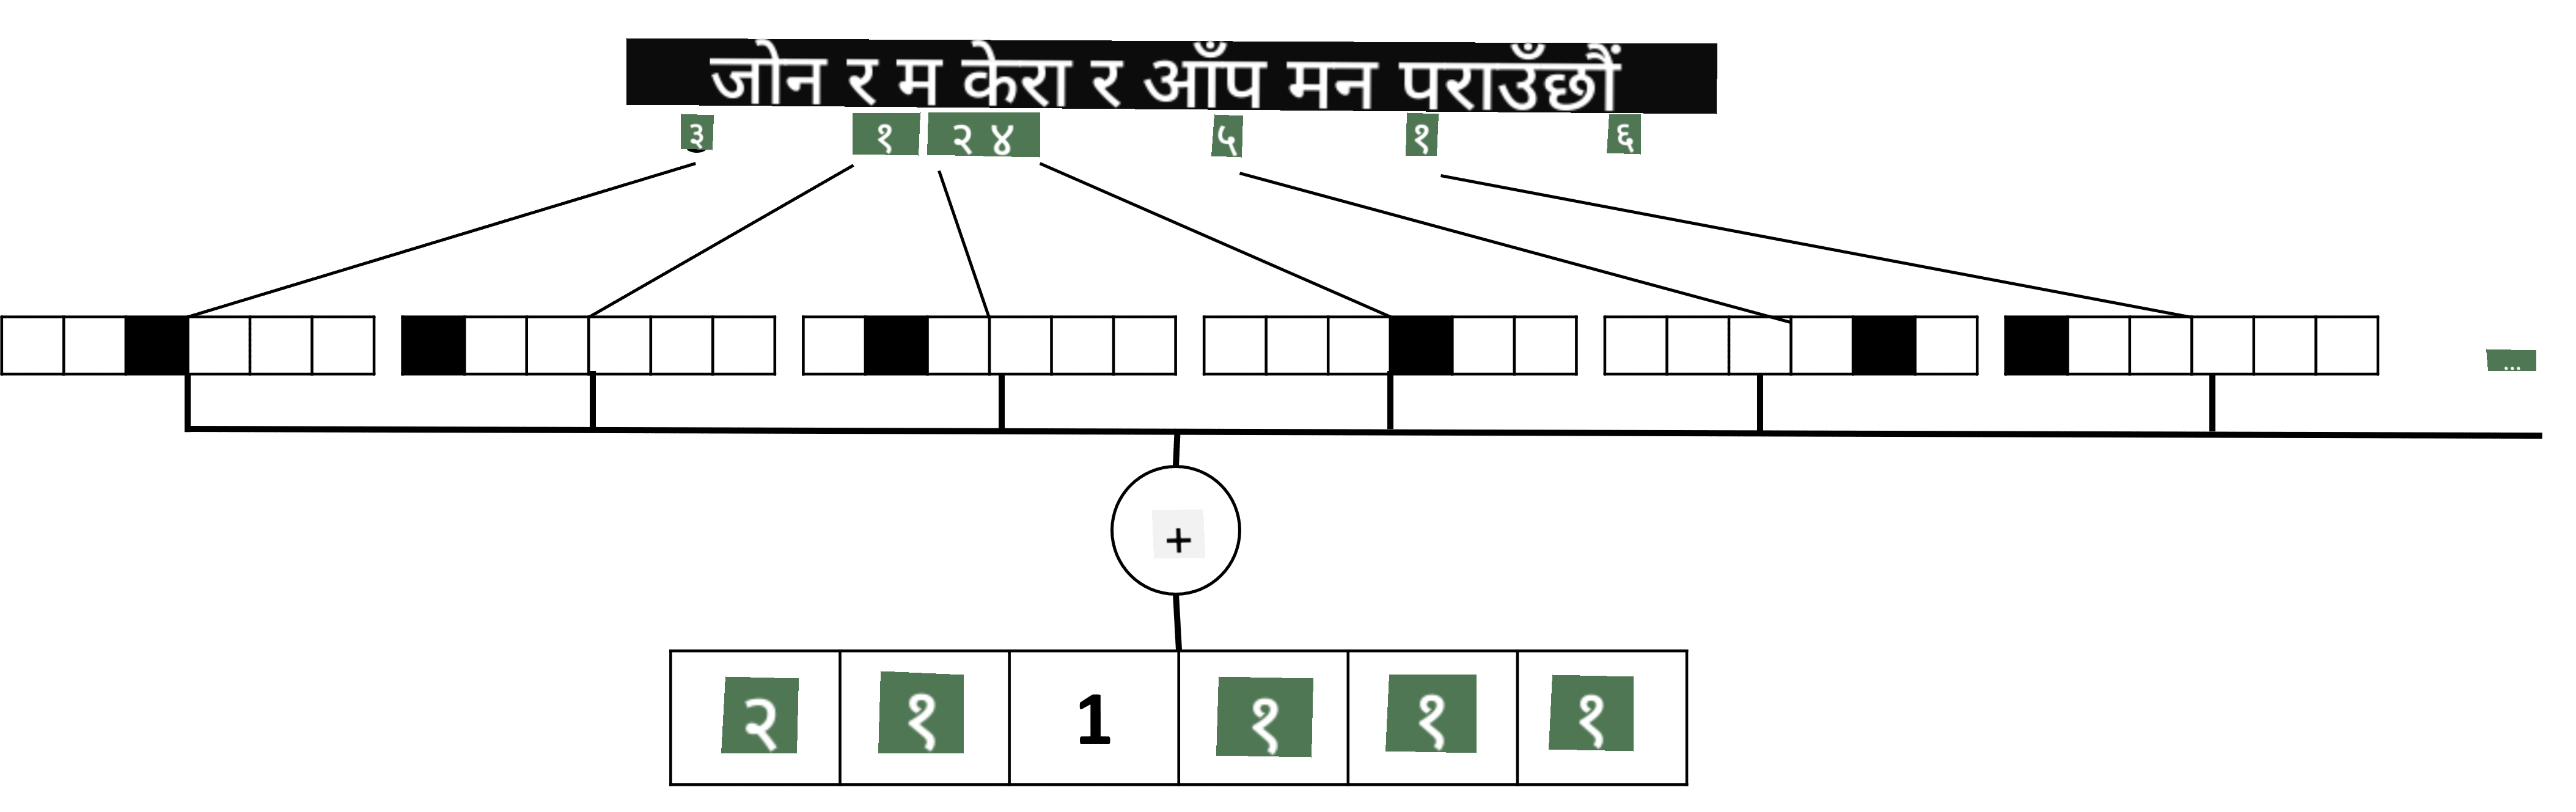 जोन र म केरा र आँप मन पराउँछौं
३ १ २ ४ ५ १ ६
...
+
२ १ 1 १ १ १